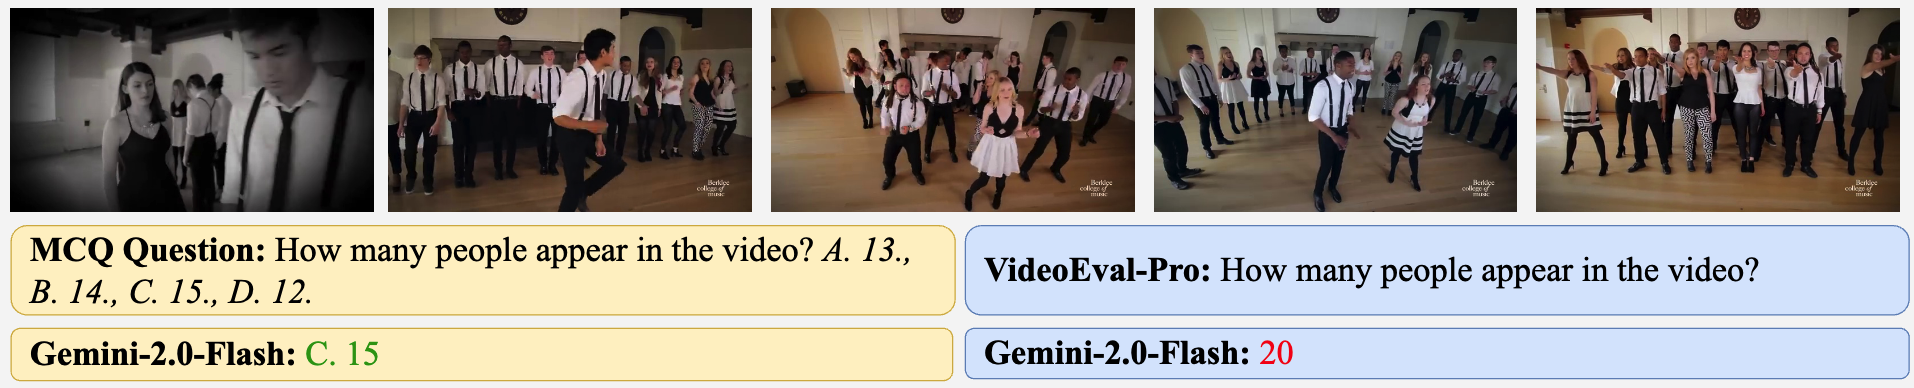 Berklee
college of
music
Berklee
college of
music
Berklee
college of
music
Berklee
college of
music
MCQ Question: How many people appear in the video? A. 13.,
B. 14., C. 15., D. 12.
VideoEval-Pro: How many people appear in the video?
Gemini-2.0-Flash: C. 15
Gemini-2.0-Flash: 20